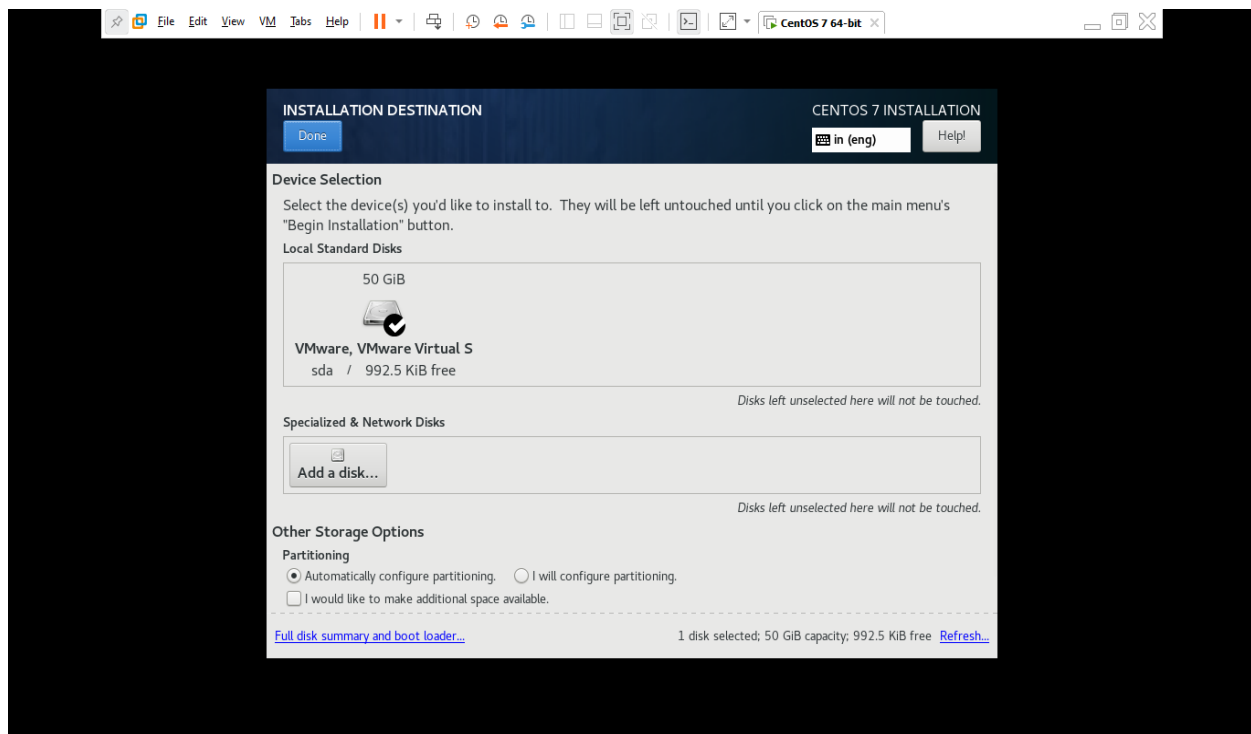 File Edit View VM Tabs Help CentOS 7 64-bit
INSTALLATION DESTINATION CENTOS 7 INSTALLATION
Done in (eng) Help!
Device Selection
Select the device(s) you'd like to install to. They will be left untouched until you click on the main menu's
"Begin Installation" button.
Local Standard Disks
50 GiB
VMware, VMware Virtual S
sda / 992.5 KiB free
Disks left unselected here will not be touched.
Specialized & Network Disks
Add a disk...
Disks left unselected here will not be touched.
Other Storage Options
Partitioning
Automatically configure partitioning. I will configure partitioning.
I would like to make additional space available.
Full disk summary and boot loader... 1 disk selected; 50 GiB capacity; 992.5 KiB free Refresh...